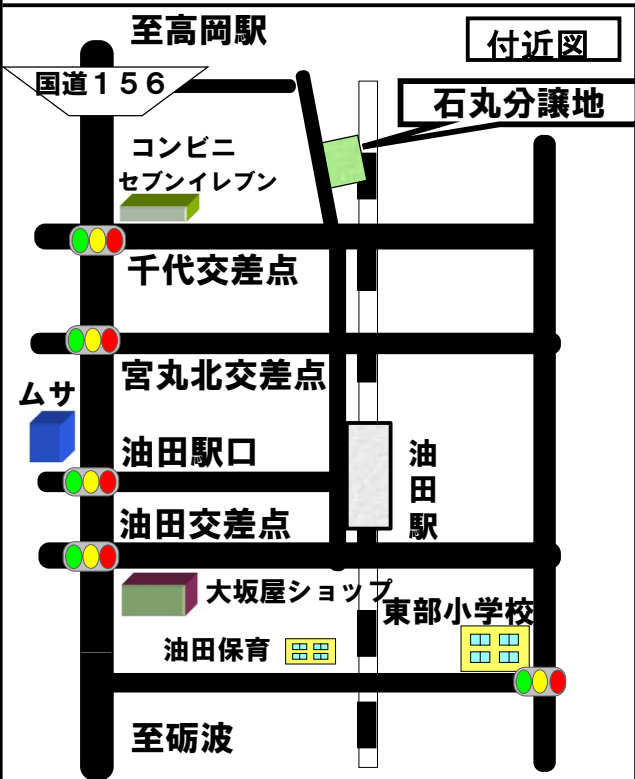 至高岡駅
付近図
国道156
石丸分譲地
コンビニ
セブンイレブン
千代交差点
宮丸北交差点
ムサ
油田駅口
油田駅
油田交差点
大坂屋ショップ
東部小学校
油田保育
至砺波